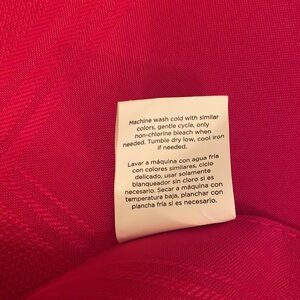 Machine wash cold with similar
colors, gentle cycle, only
non-chlorine bleach when
needed. Tumble dry low, cool iron
if needed.
Lavar a máquina con agua fría
con colores similares, ciclo
delicado, usar solamente
blanqueador sin cloro si es
necesario. Secar a máquina con
temperatura baja, planchar con
plancha fría si es necesario.